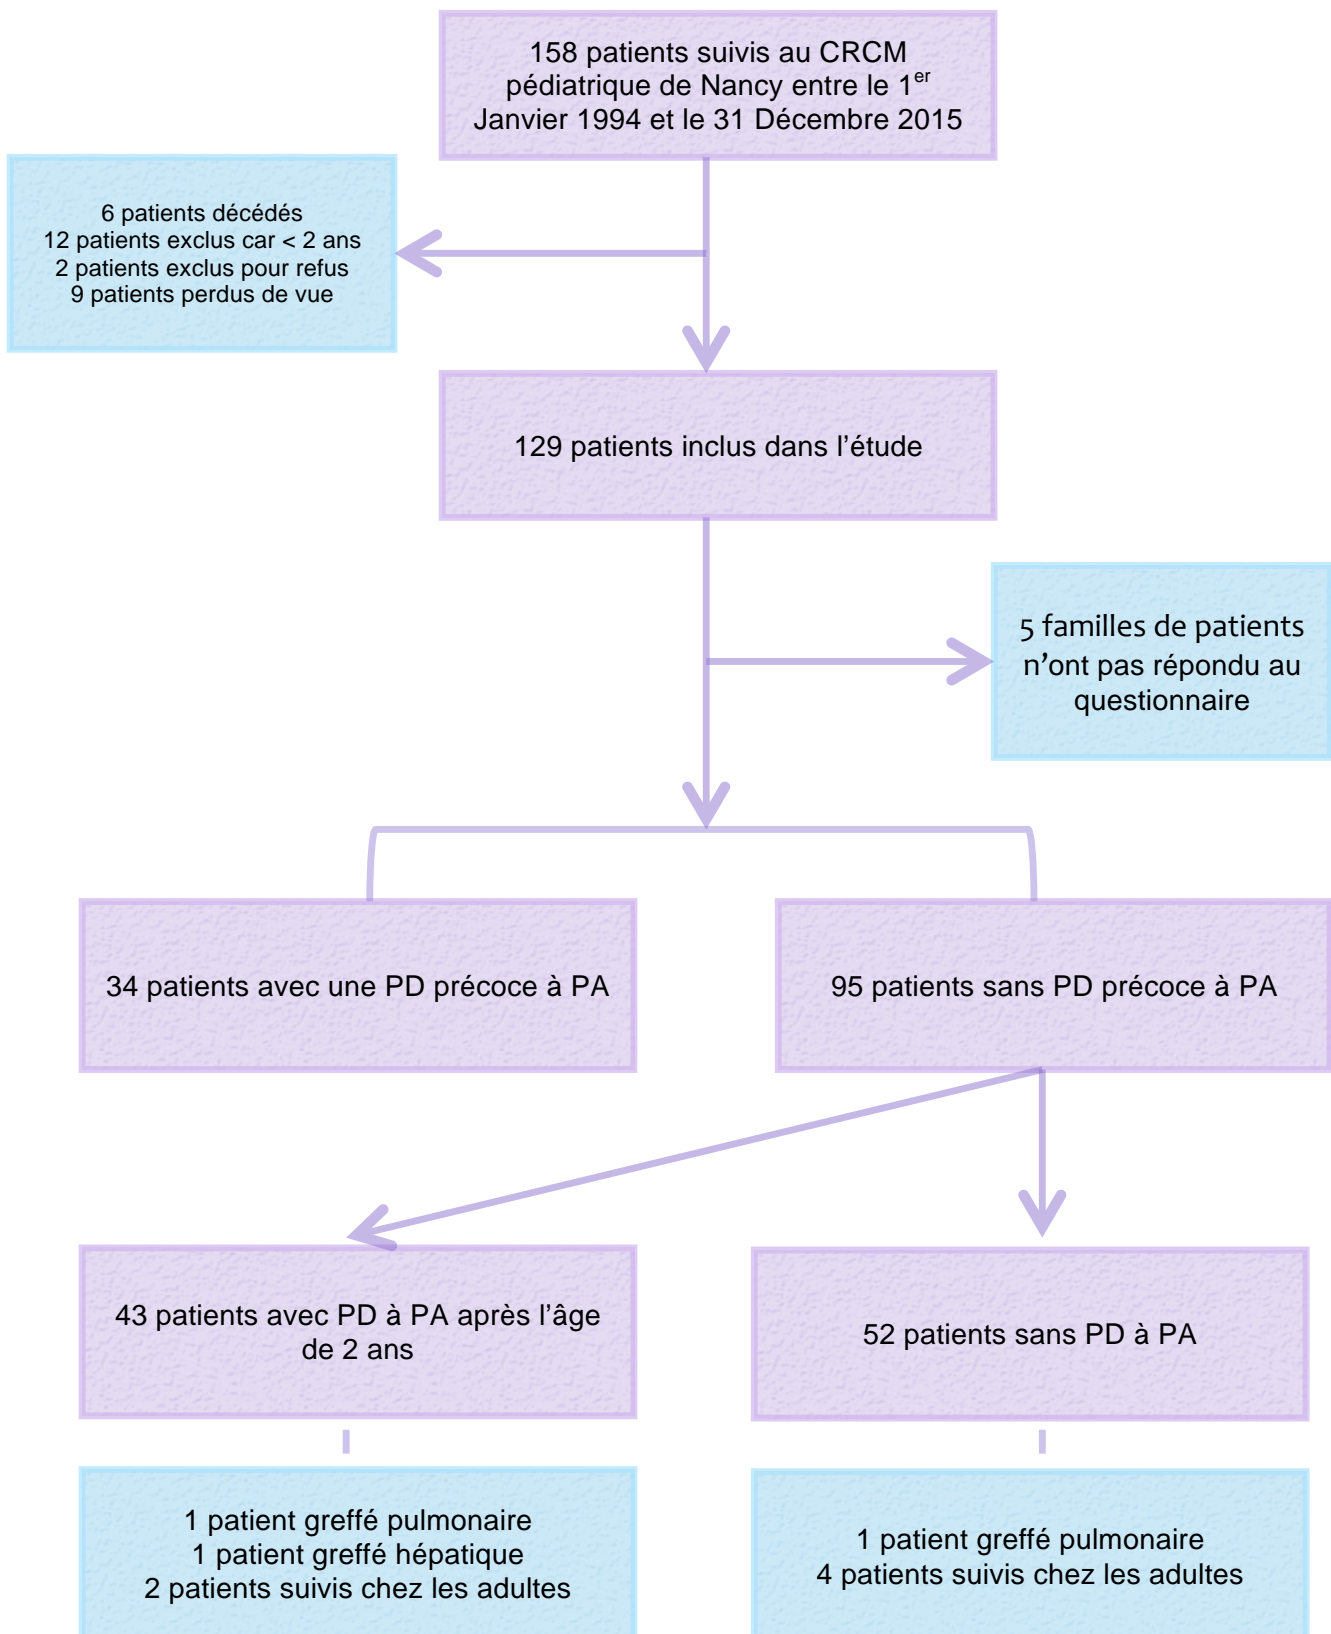 158 patients suivis au CRCM
pédiatrique de Nancy entre le 1er
Janvier 1994 et le 31 Décembre 2015
6 patients décédés
12 patients exclus car < 2 ans
2 patients exclus pour refus
9 patients perdus de vue
129 patients inclus dans l’étude
5 familles de patients
n’ont pas répondu au
questionnaire
34 patients avec une PD précoce à PA
95 patients sans PD précoce à PA
43 patients avec PD à PA après l’âge
de 2 ans
52 patients sans PD à PA
1 patient greffé pulmonaire
1 patient greffé hépatique
2 patients suivis chez les adultes
1 patient greffé pulmonaire
4 patients suivis chez les adultes